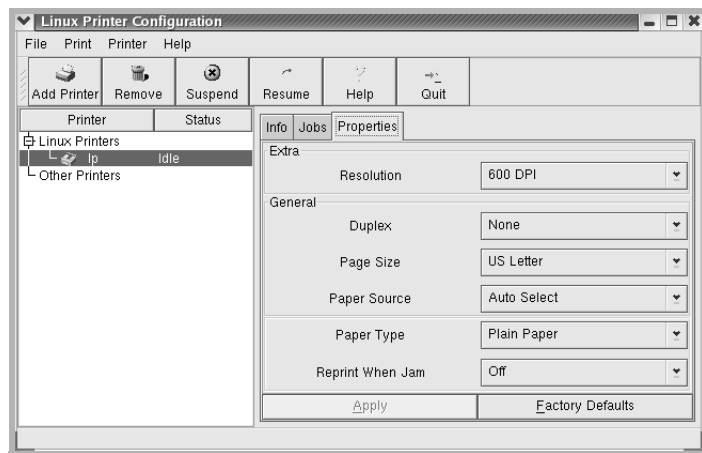 Linux Printer Configuration
File Print Printer Help
Add Printer Remove Suspend Resume Help Quit
Printer Status
Linux Printers
lp Idle
Other Printers
Info Jobs Properties
Extra
Resolution 600 DPI
General
Duplex None
Page Size US Letter
Paper Source Auto Select
Paper Type Plain Paper
Reprint When Jam Off
Apply Factory Defaults